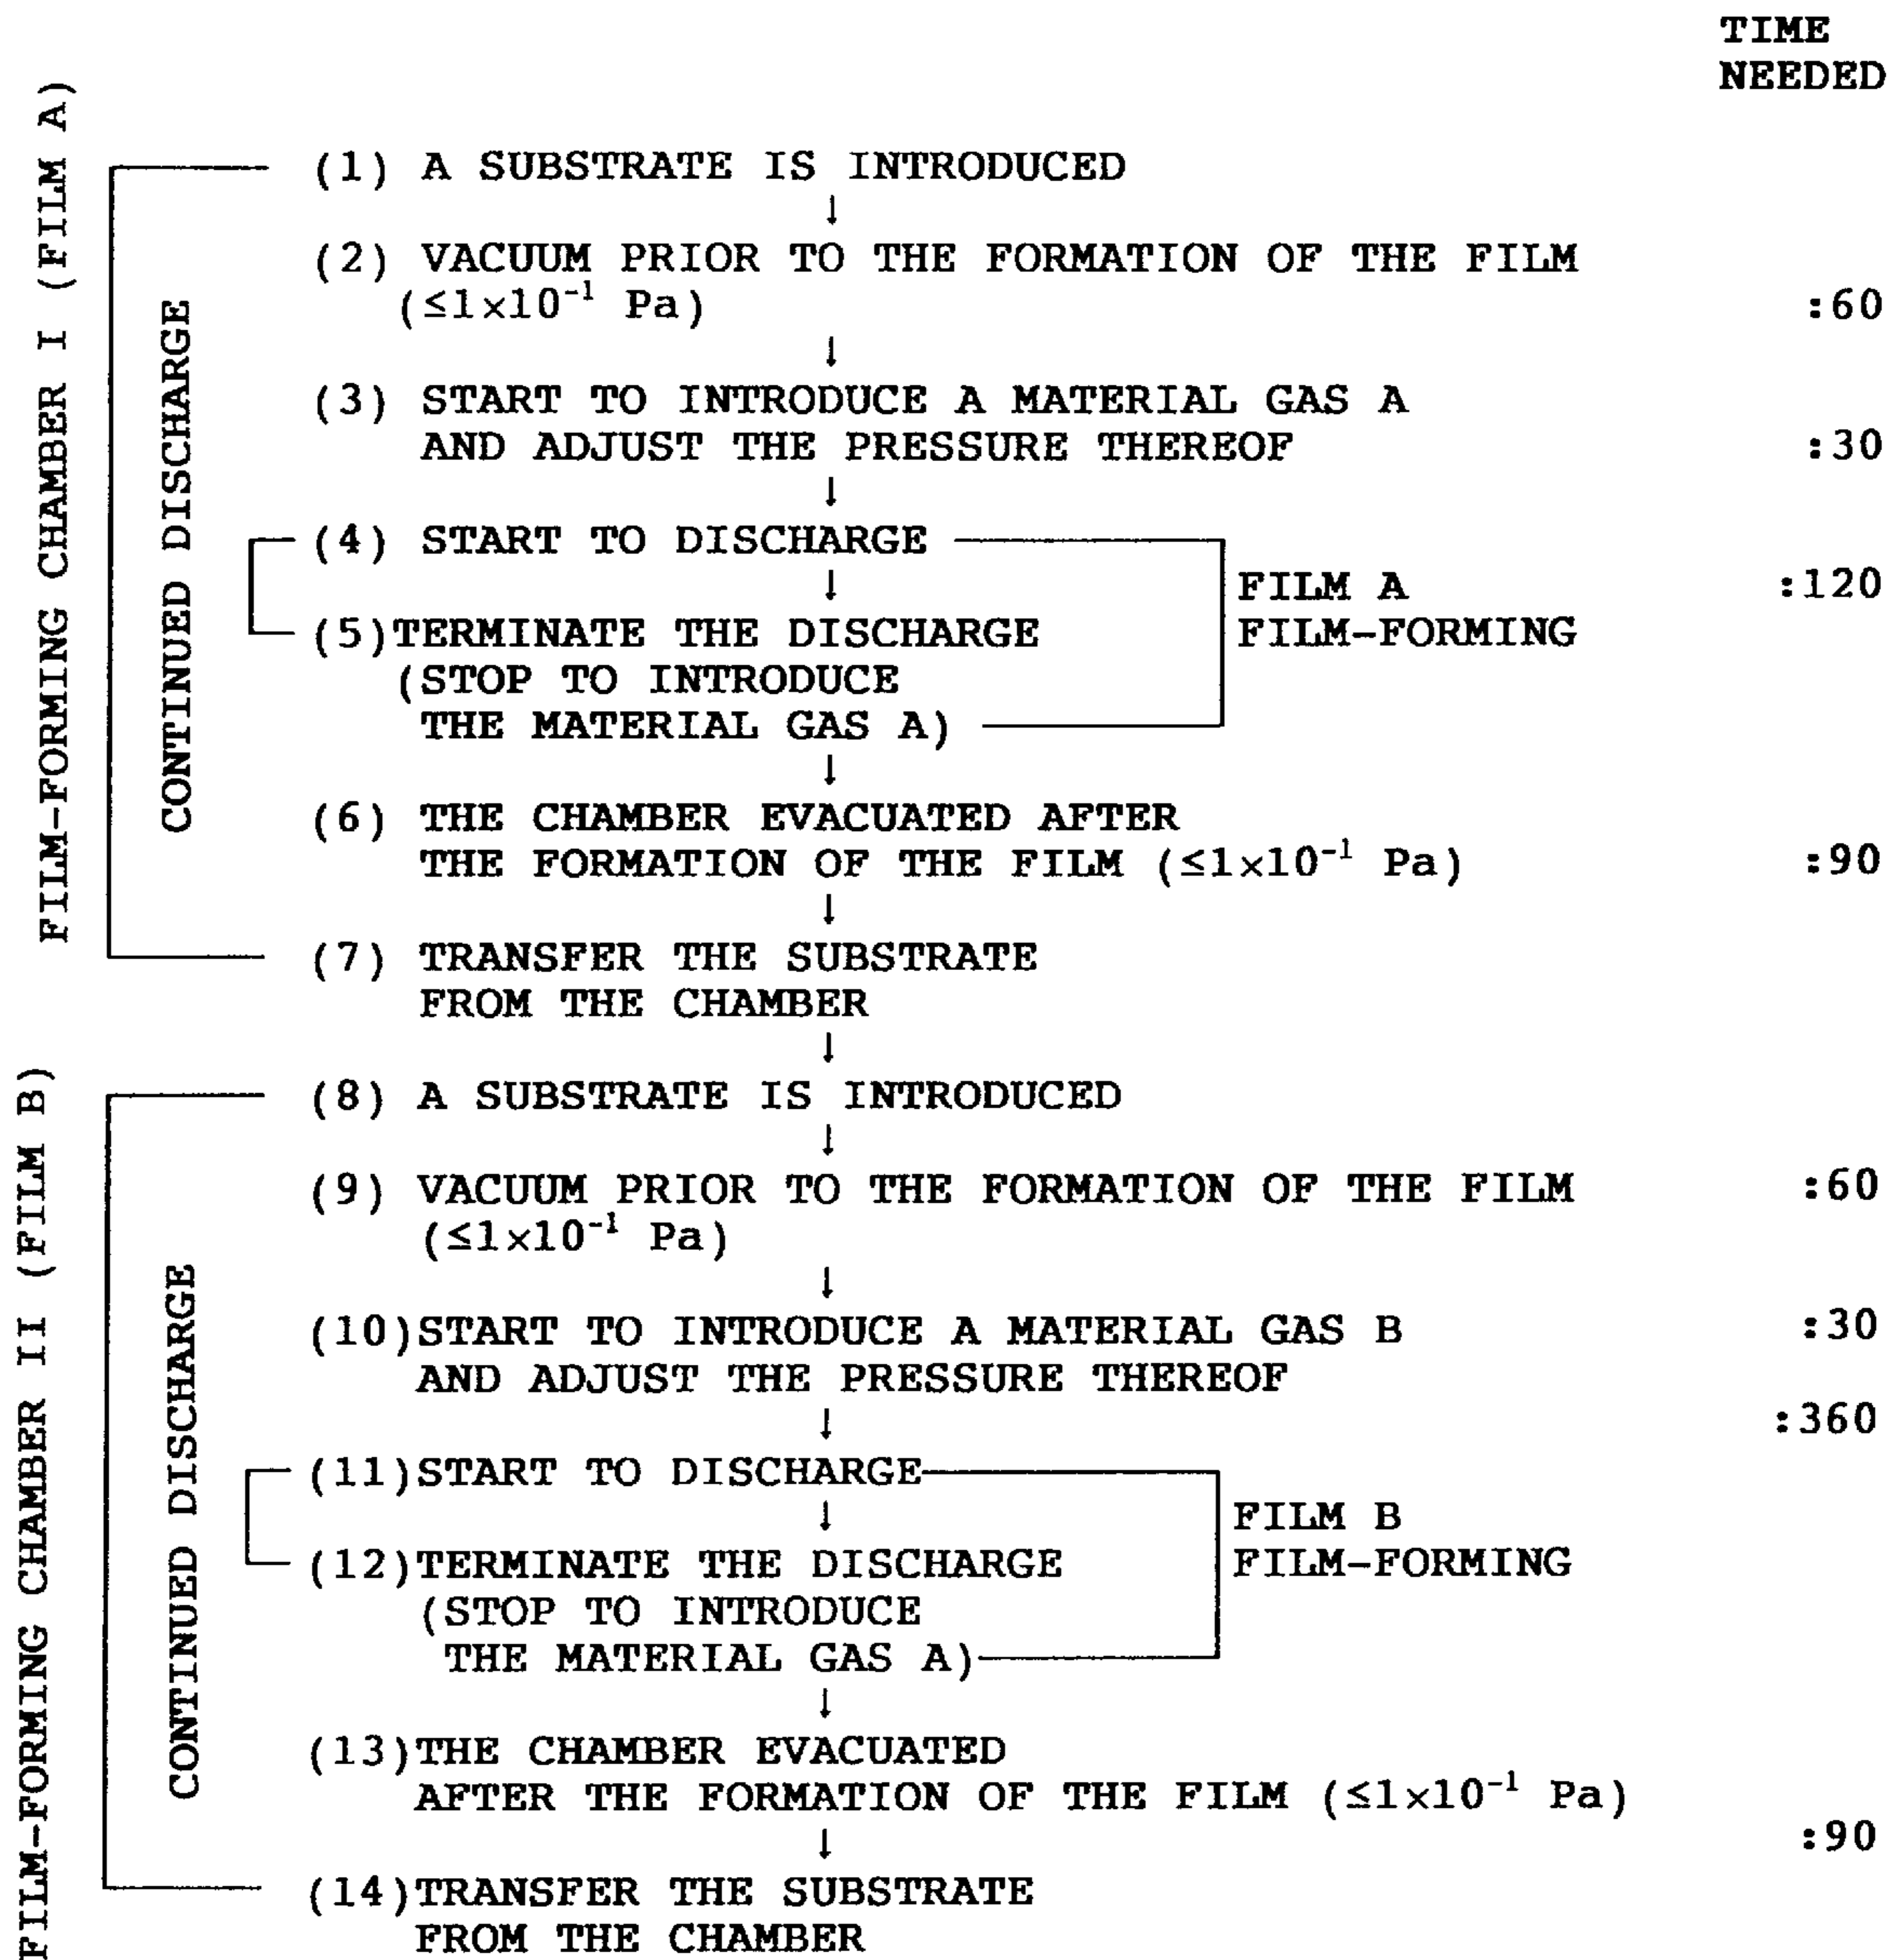 TIME
NEEDED
FILM-FORMING CHAMBER I (FILM A)
CONTINUED DISCHARGE
(1) A SUBSTRATE IS INTRODUCED
↓
(2) VACUUM PRIOR TO THE FORMATION OF THE FILM
(≤1×10⁻¹ Pa) :60
↓
(3) START TO INTRODUCE A MATERIAL GAS A
AND ADJUST THE PRESSURE THEREOF :30
↓
(4) START TO DISCHARGE
↓
FILM A :120
(5)TERMINATE THE DISCHARGE FILM-FORMING
(STOP TO INTRODUCE
THE MATERIAL GAS A)
↓
(6) THE CHAMBER EVACUATED AFTER
THE FORMATION OF THE FILM (≤1×10⁻¹ Pa) :90
↓
(7) TRANSFER THE SUBSTRATE
FROM THE CHAMBER
↓
FILM-FORMING CHAMBER II (FILM B)
CONTINUED DISCHARGE
(8) A SUBSTRATE IS INTRODUCED
↓
(9) VACUUM PRIOR TO THE FORMATION OF THE FILM :60
(≤1×10⁻¹ Pa)
↓
(10)START TO INTRODUCE A MATERIAL GAS B :30
AND ADJUST THE PRESSURE THEREOF
↓
:360
(11)START TO DISCHARGE
↓
FILM B
(12)TERMINATE THE DISCHARGE FILM-FORMING
(STOP TO INTRODUCE
THE MATERIAL GAS A)
↓
(13)THE CHAMBER EVACUATED
AFTER THE FORMATION OF THE FILM (≤1×10⁻¹ Pa)
↓
:90
(14)TRANSFER THE SUBSTRATE
FROM THE CHAMBER